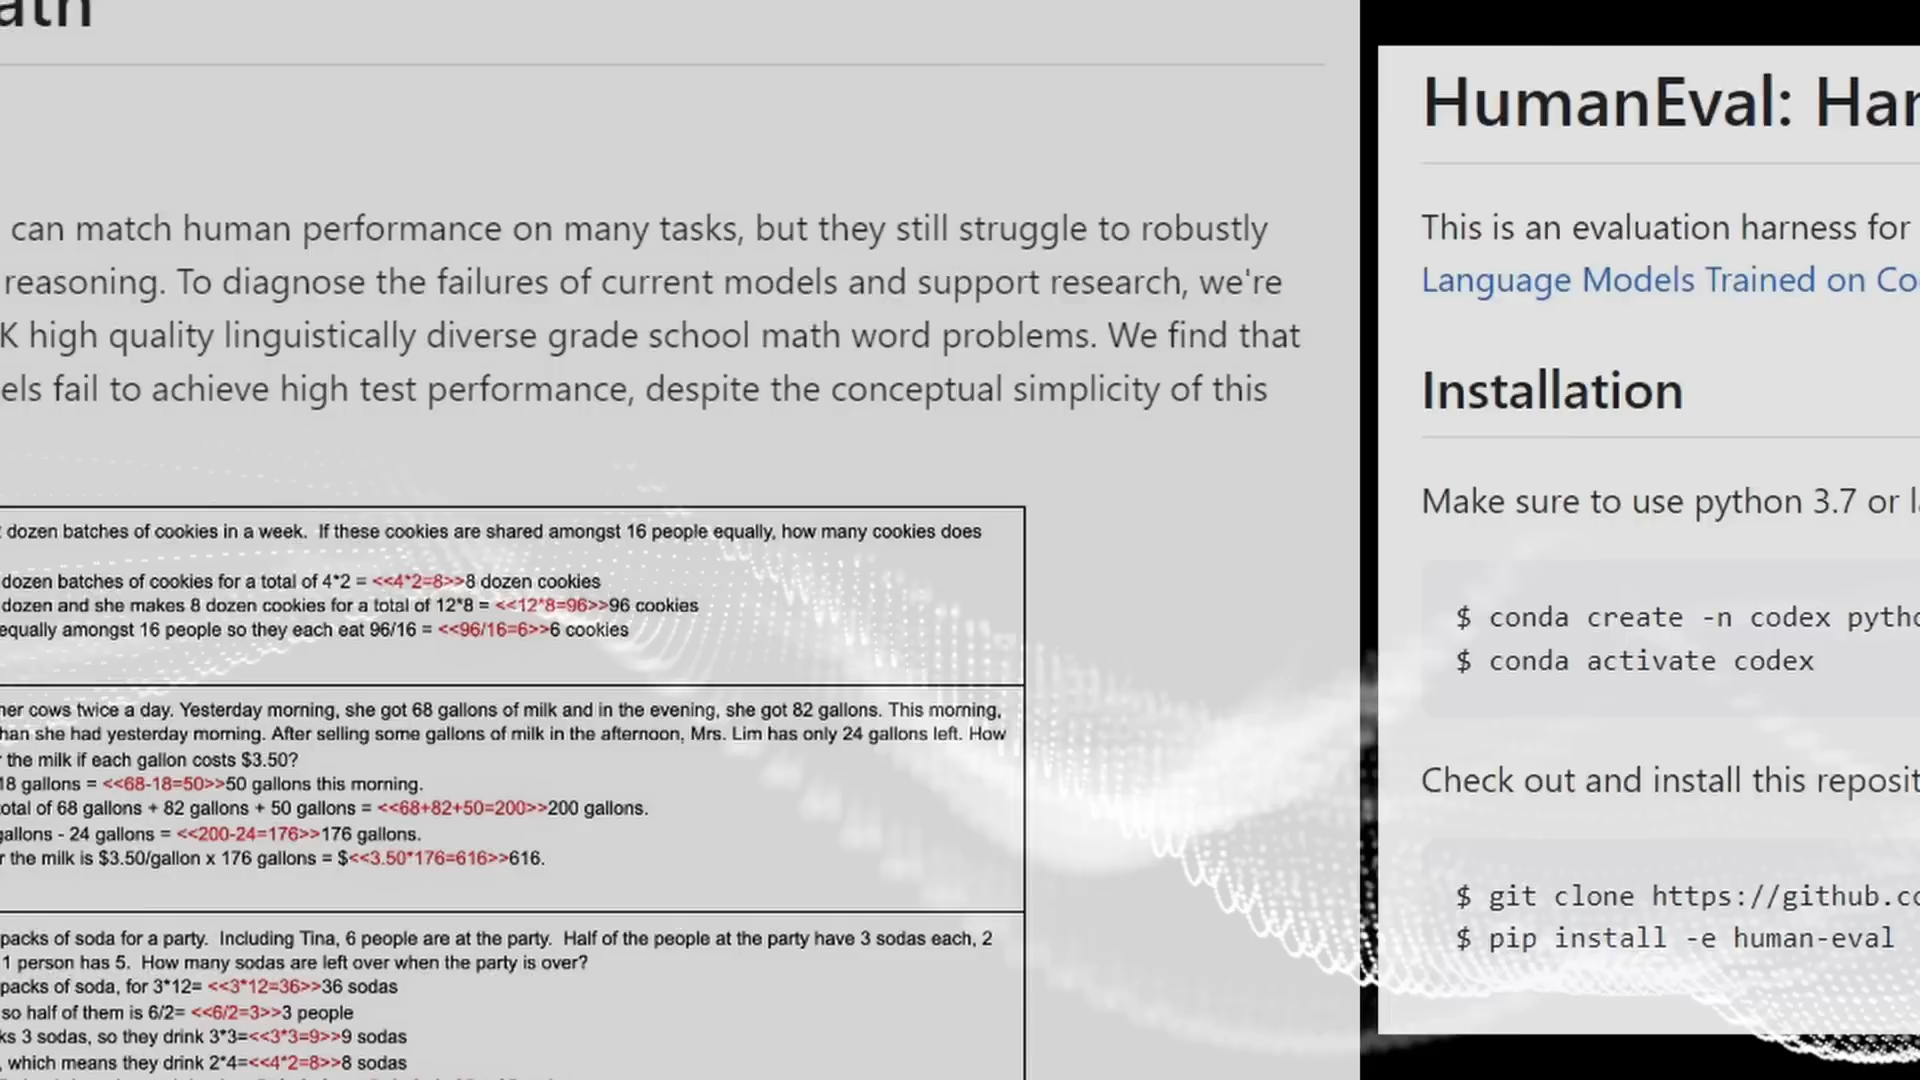 can match human performance on many tasks, but they still struggle to robustly
reasoning. To diagnose the failures of current models and support research, we're
K high quality linguistically diverse grade school math word problems. We find that
els fail to achieve high test performance, despite the conceptual simplicity of this
dozen batches of cookies in a week. If these cookies are shared amongst 16 people equally, how many cookies does
dozen batches of cookies for a total of 4*2 = <<4*2=8>>8 dozen cookies
dozen and she makes 8 dozen cookies for a total of 12*8 = <<12*8=96>>96 cookies
equally amongst 16 people so they each eat 96/16 = <<96/16=6>>6 cookies
her cows twice a day. Yesterday morning, she got 68 gallons of milk and in the evening, she got 82 gallons. This morning,
than she had yesterday morning. After selling some gallons of milk in the afternoon, Mrs. Lim has only 24 gallons left. How
the milk if each gallon costs $3.50?
18 gallons = <<68-18=50>>50 gallons this morning.
total of 68 gallons + 82 gallons + 50 gallons = <<68+82+50=200>>200 gallons.
gallons - 24 gallons = <<200-24=176>>176 gallons.
r the milk is $3.50/gallon x 176 gallons = $<<3.50*176=616>>616.
packs of soda for a party. Including Tina, 6 people are at the party. Half of the people at the party have 3 sodas each, 2
1 person has 5. How many sodas are left over when the party is over?
packs of soda, for 3*12= <<3*12=36>>36 sodas
so half of them is 6/2= <<6/2=3>>3 people
ks 3 sodas, so they drink 3*3=<<3*3=9>>9 sodas
, which means they drink 2*4=<<4*2=8>>8 sodas
HumanEval: Har
This is an evaluation harness for
Language Models Trained on Co
Installation
Make sure to use python 3.7 or la
$ conda create -n codex pytho
$ conda activate codex
Check out and install this reposit
$ git clone https://github.co
$ pip install -e human-eval